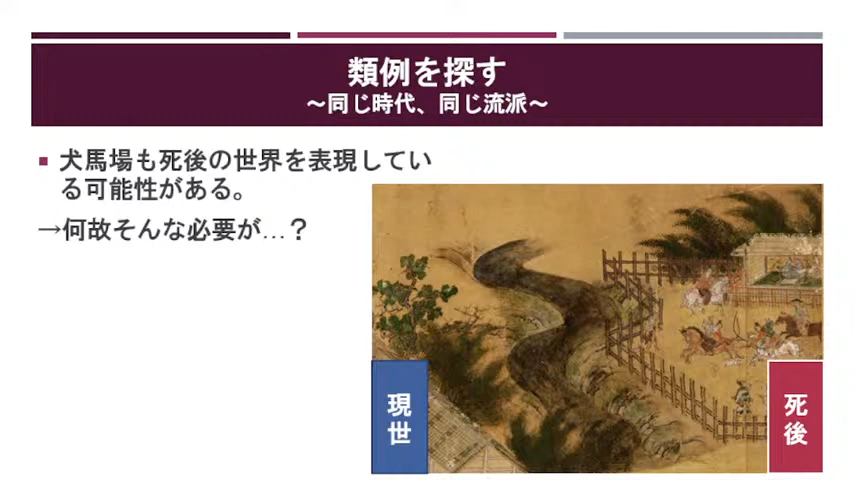 類例を探す
～同じ時代、同じ流派～
犬馬場も死後の世界を表現してい
る可能性がある。
→何故そんな必要が…？
現世
死後